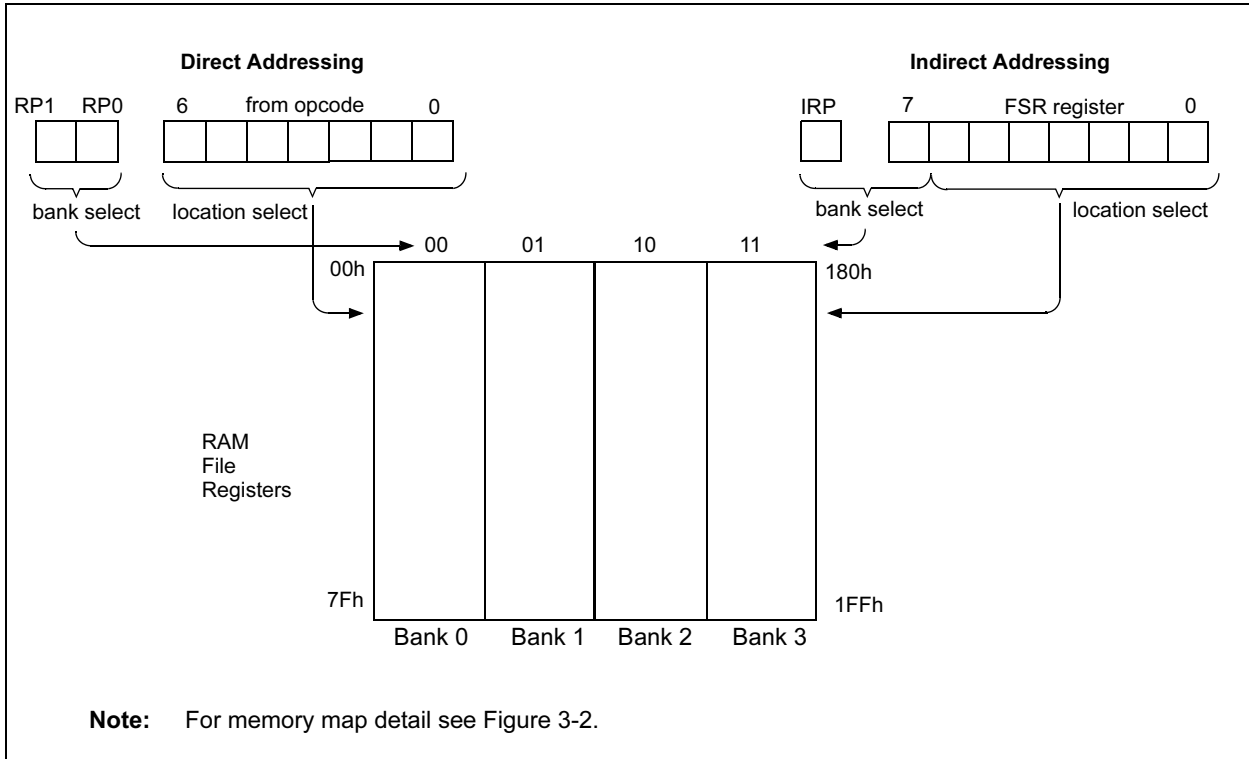 Direct Addressing
Indirect Addressing
RP1 RP0 6 from opcode 0
IRP 7 FSR register 0
bank select location select
bank select location select
00 01 10 11
00h 180h
RAM
File
Registers
7Fh 1FFh
Bank 0 Bank 1 Bank 2 Bank 3
Note: For memory map detail see Figure 3-2.